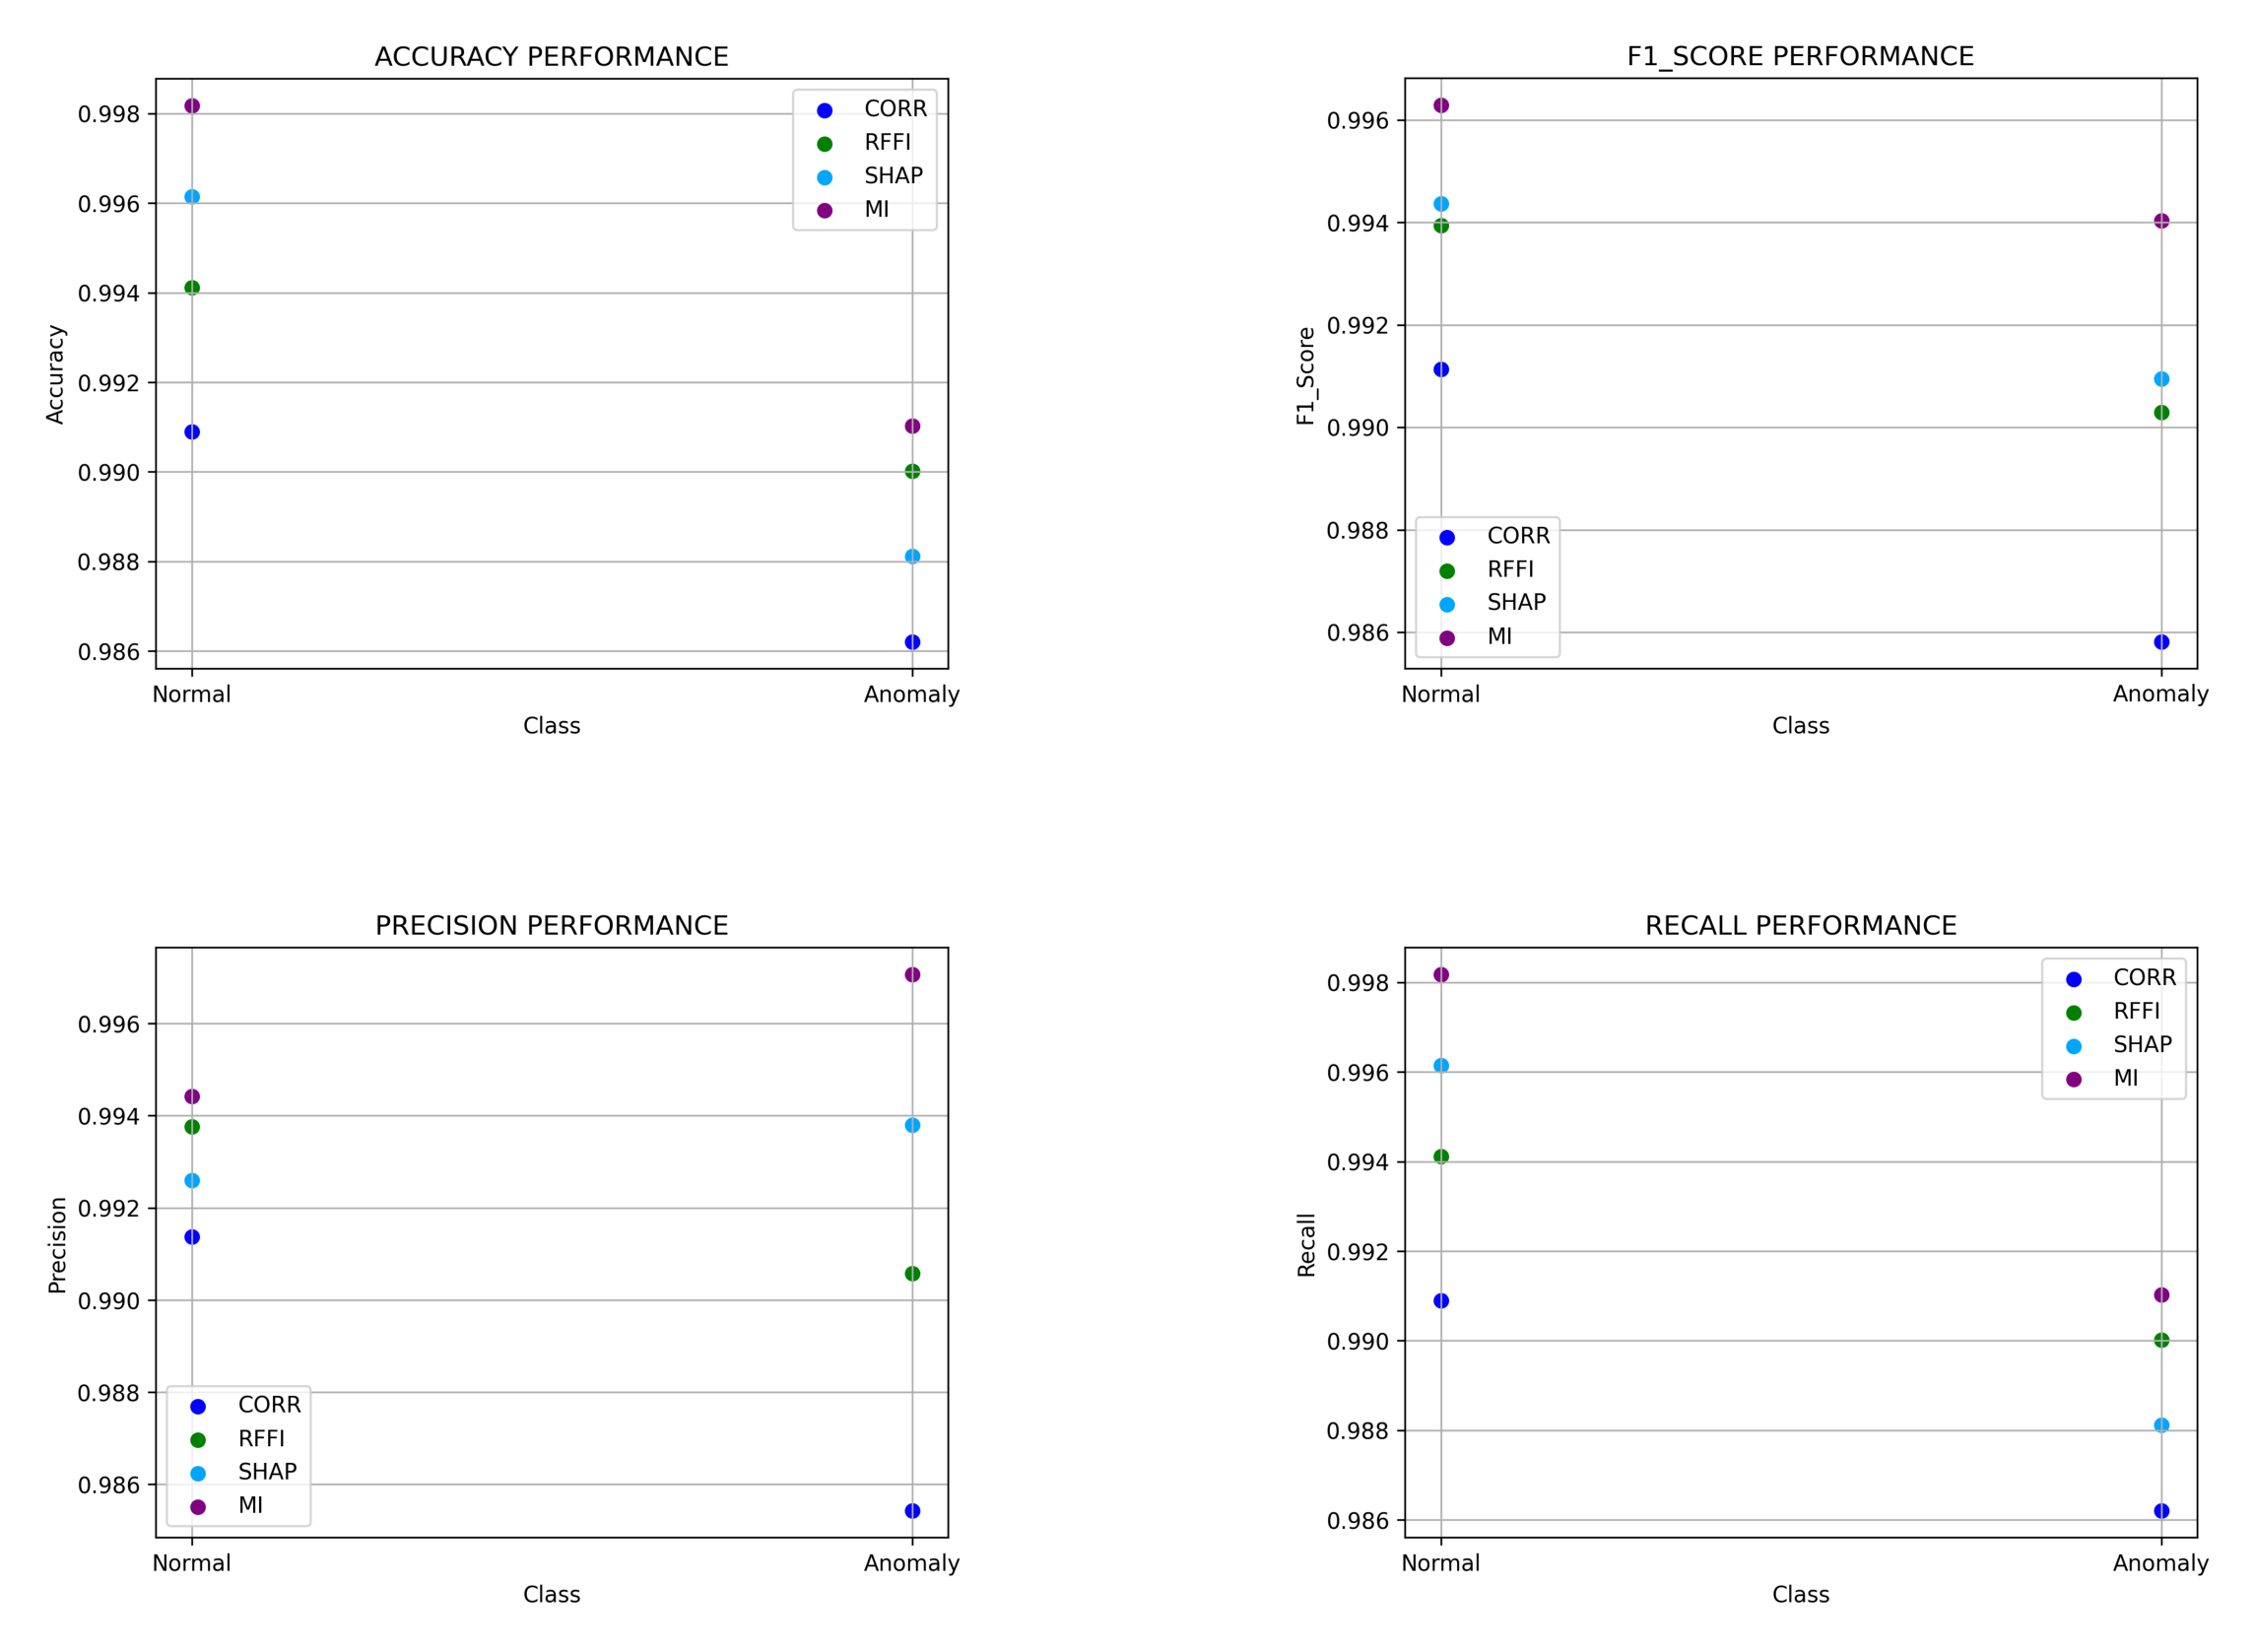 ACCURACY PERFORMANCE
0.998
0.996
0.994
0.992
0.990
0.988
0.986
Accuracy
CORR
RFFI
SHAP
MI
Normal
Anomaly
Class
F1_SCORE PERFORMANCE
0.996
0.994
0.992
0.990
0.988
0.986
F1_Score
CORR
RFFI
SHAP
MI
Normal
Anomaly
Class
PRECISION PERFORMANCE
0.996
0.994
0.992
0.990
0.988
0.986
Precision
CORR
RFFI
SHAP
MI
Normal
Anomaly
Class
RECALL PERFORMANCE
0.998
0.996
0.994
0.992
0.990
0.988
0.986
Recall
CORR
RFFI
SHAP
MI
Normal
Anomaly
Class